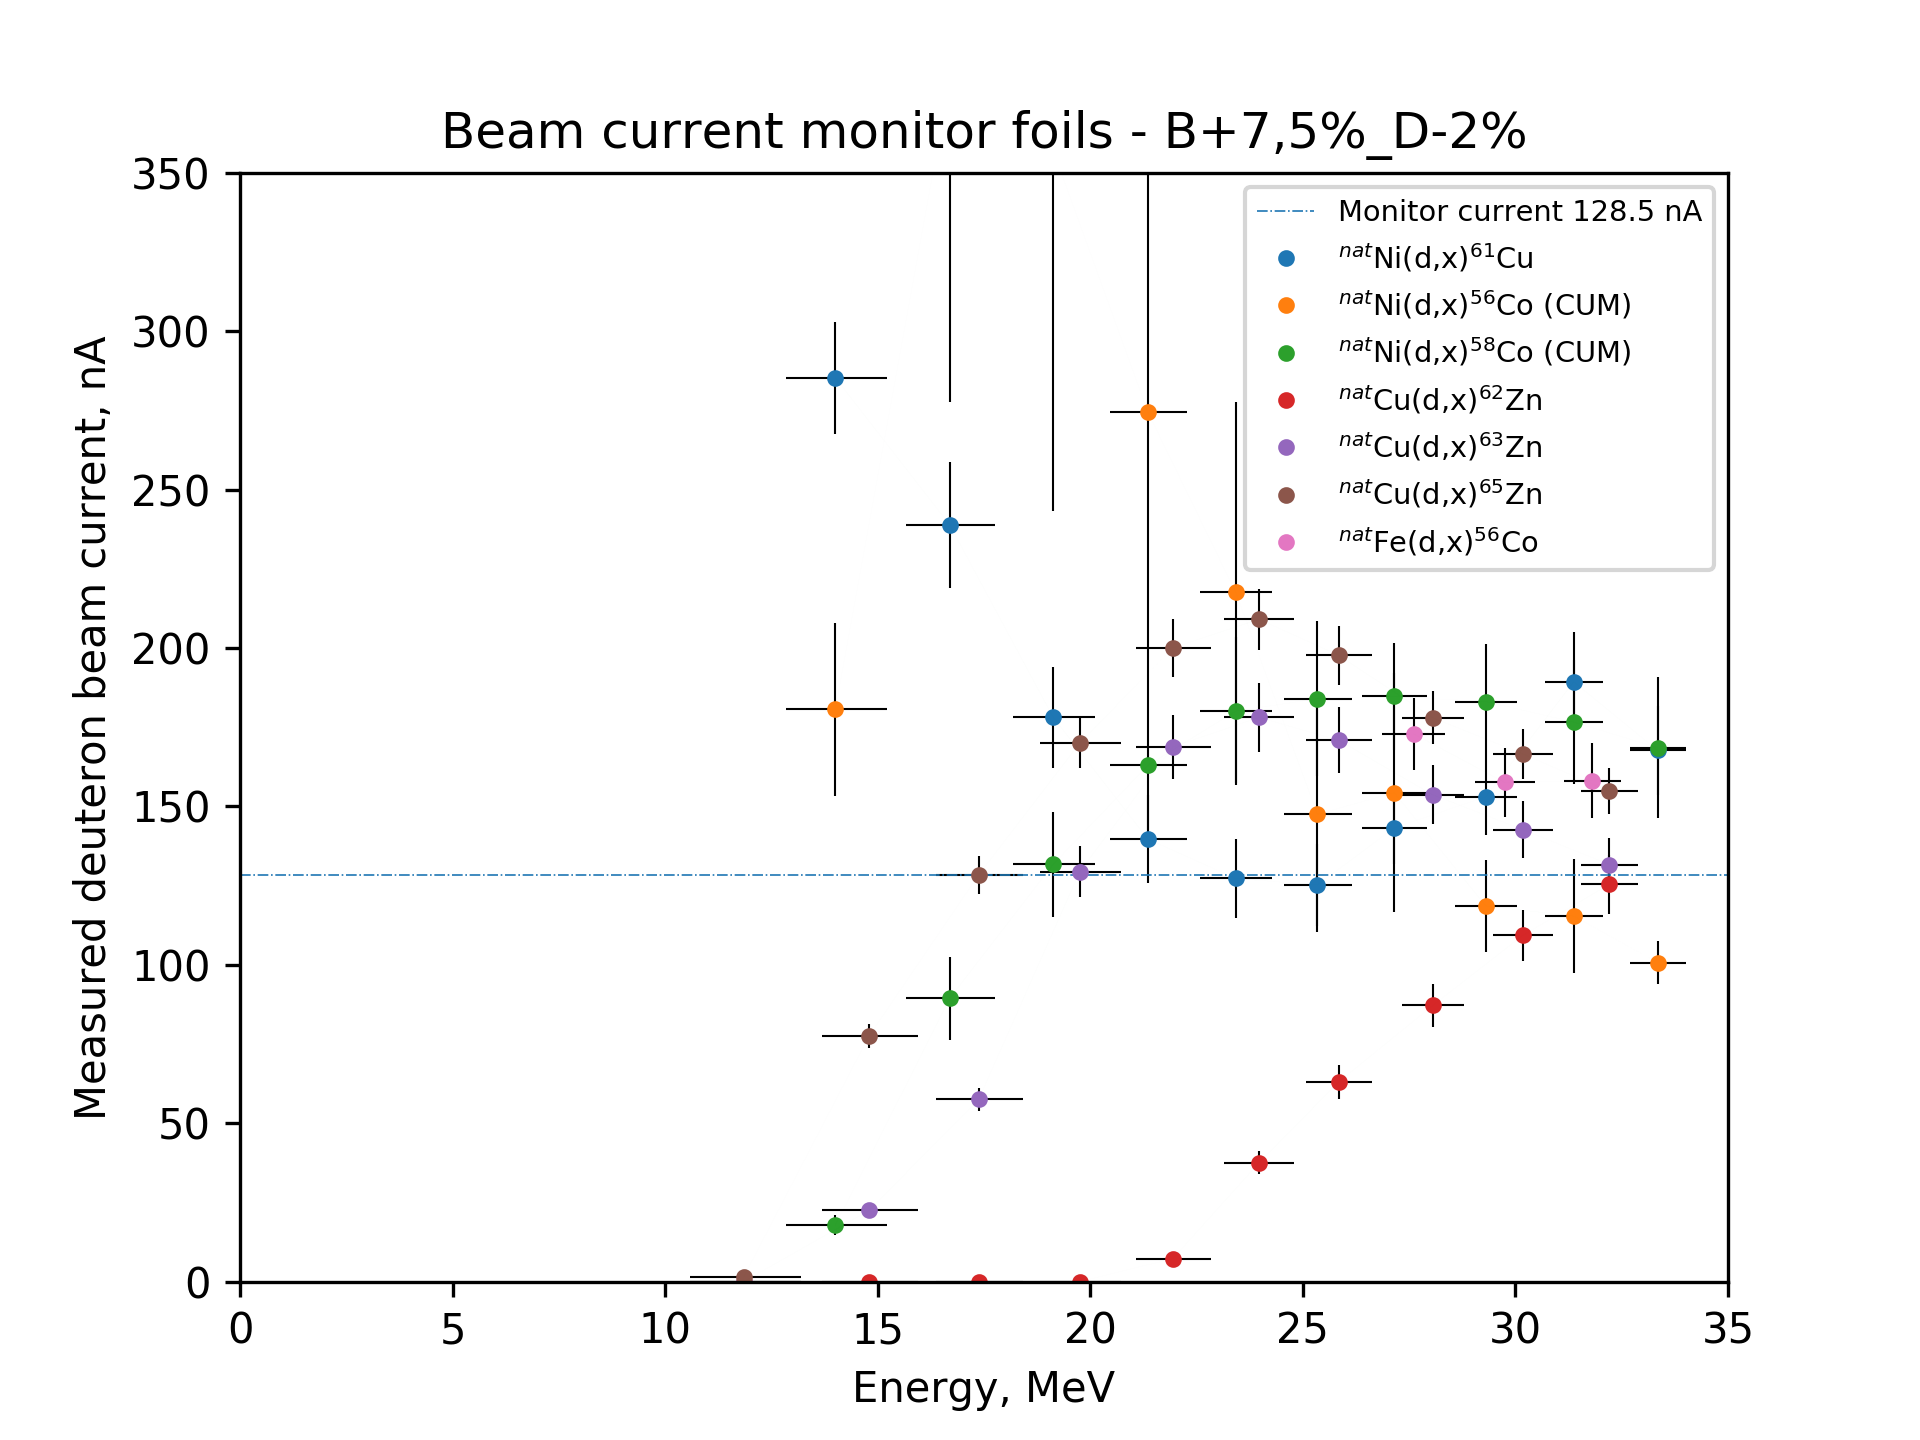 Beam current monitor foils - B+7,5%_D-2%
Measured deuteron beam current, nA
350
300
250
200
150
100
50
0
Monitor current 128.5 nA
natNi(d,x)61Cu
natNi(d,x)56Co (CUM)
natNi(d,x)58Co (CUM)
natCu(d,x)62Zn
natCu(d,x)63Zn
natCu(d,x)65Zn
natFe(d,x)56Co
0 5 10 15 20 25 30 35
Energy, MeV